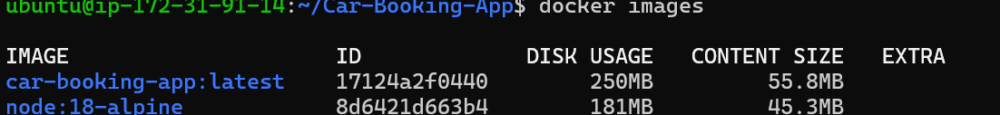 ubuntu@ip-172-31-91-14:~/Car-Booking-App$ docker images
IMAGE ID DISK USAGE CONTENT SIZE EXTRA
car-booking-app:latest 17124a2f0440 250MB 55.8MB
node:18-alpine 8d6421d663b4 181MB 45.3MB